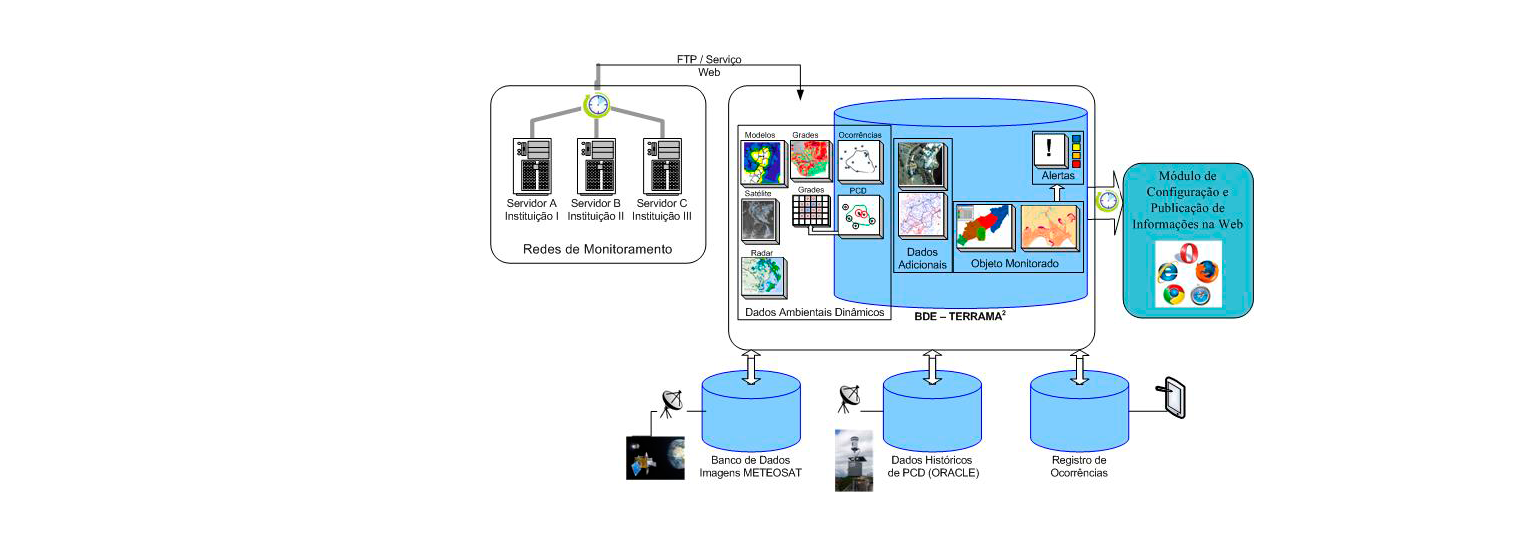 FTP / Serviço
Web
Servidor A
Instituição I
Servidor B
Instituição II
Servidor C
Instituição III
Redes de Monitoramento
Modelos
Grades
Ocorrências
Satélite
Grades
PCD
Radar
Dados Ambientais Dinâmicos
Dados
Adicionais
!
Alertas
Objeto Monitorado
BDE – TERRAMA²
Módulo de
Configuração e
Publicação de
Informações na Web
Banco de Dados
Imagens METEOSAT
Dados Históricos
de PCD (ORACLE)
Registro de
Ocorrências